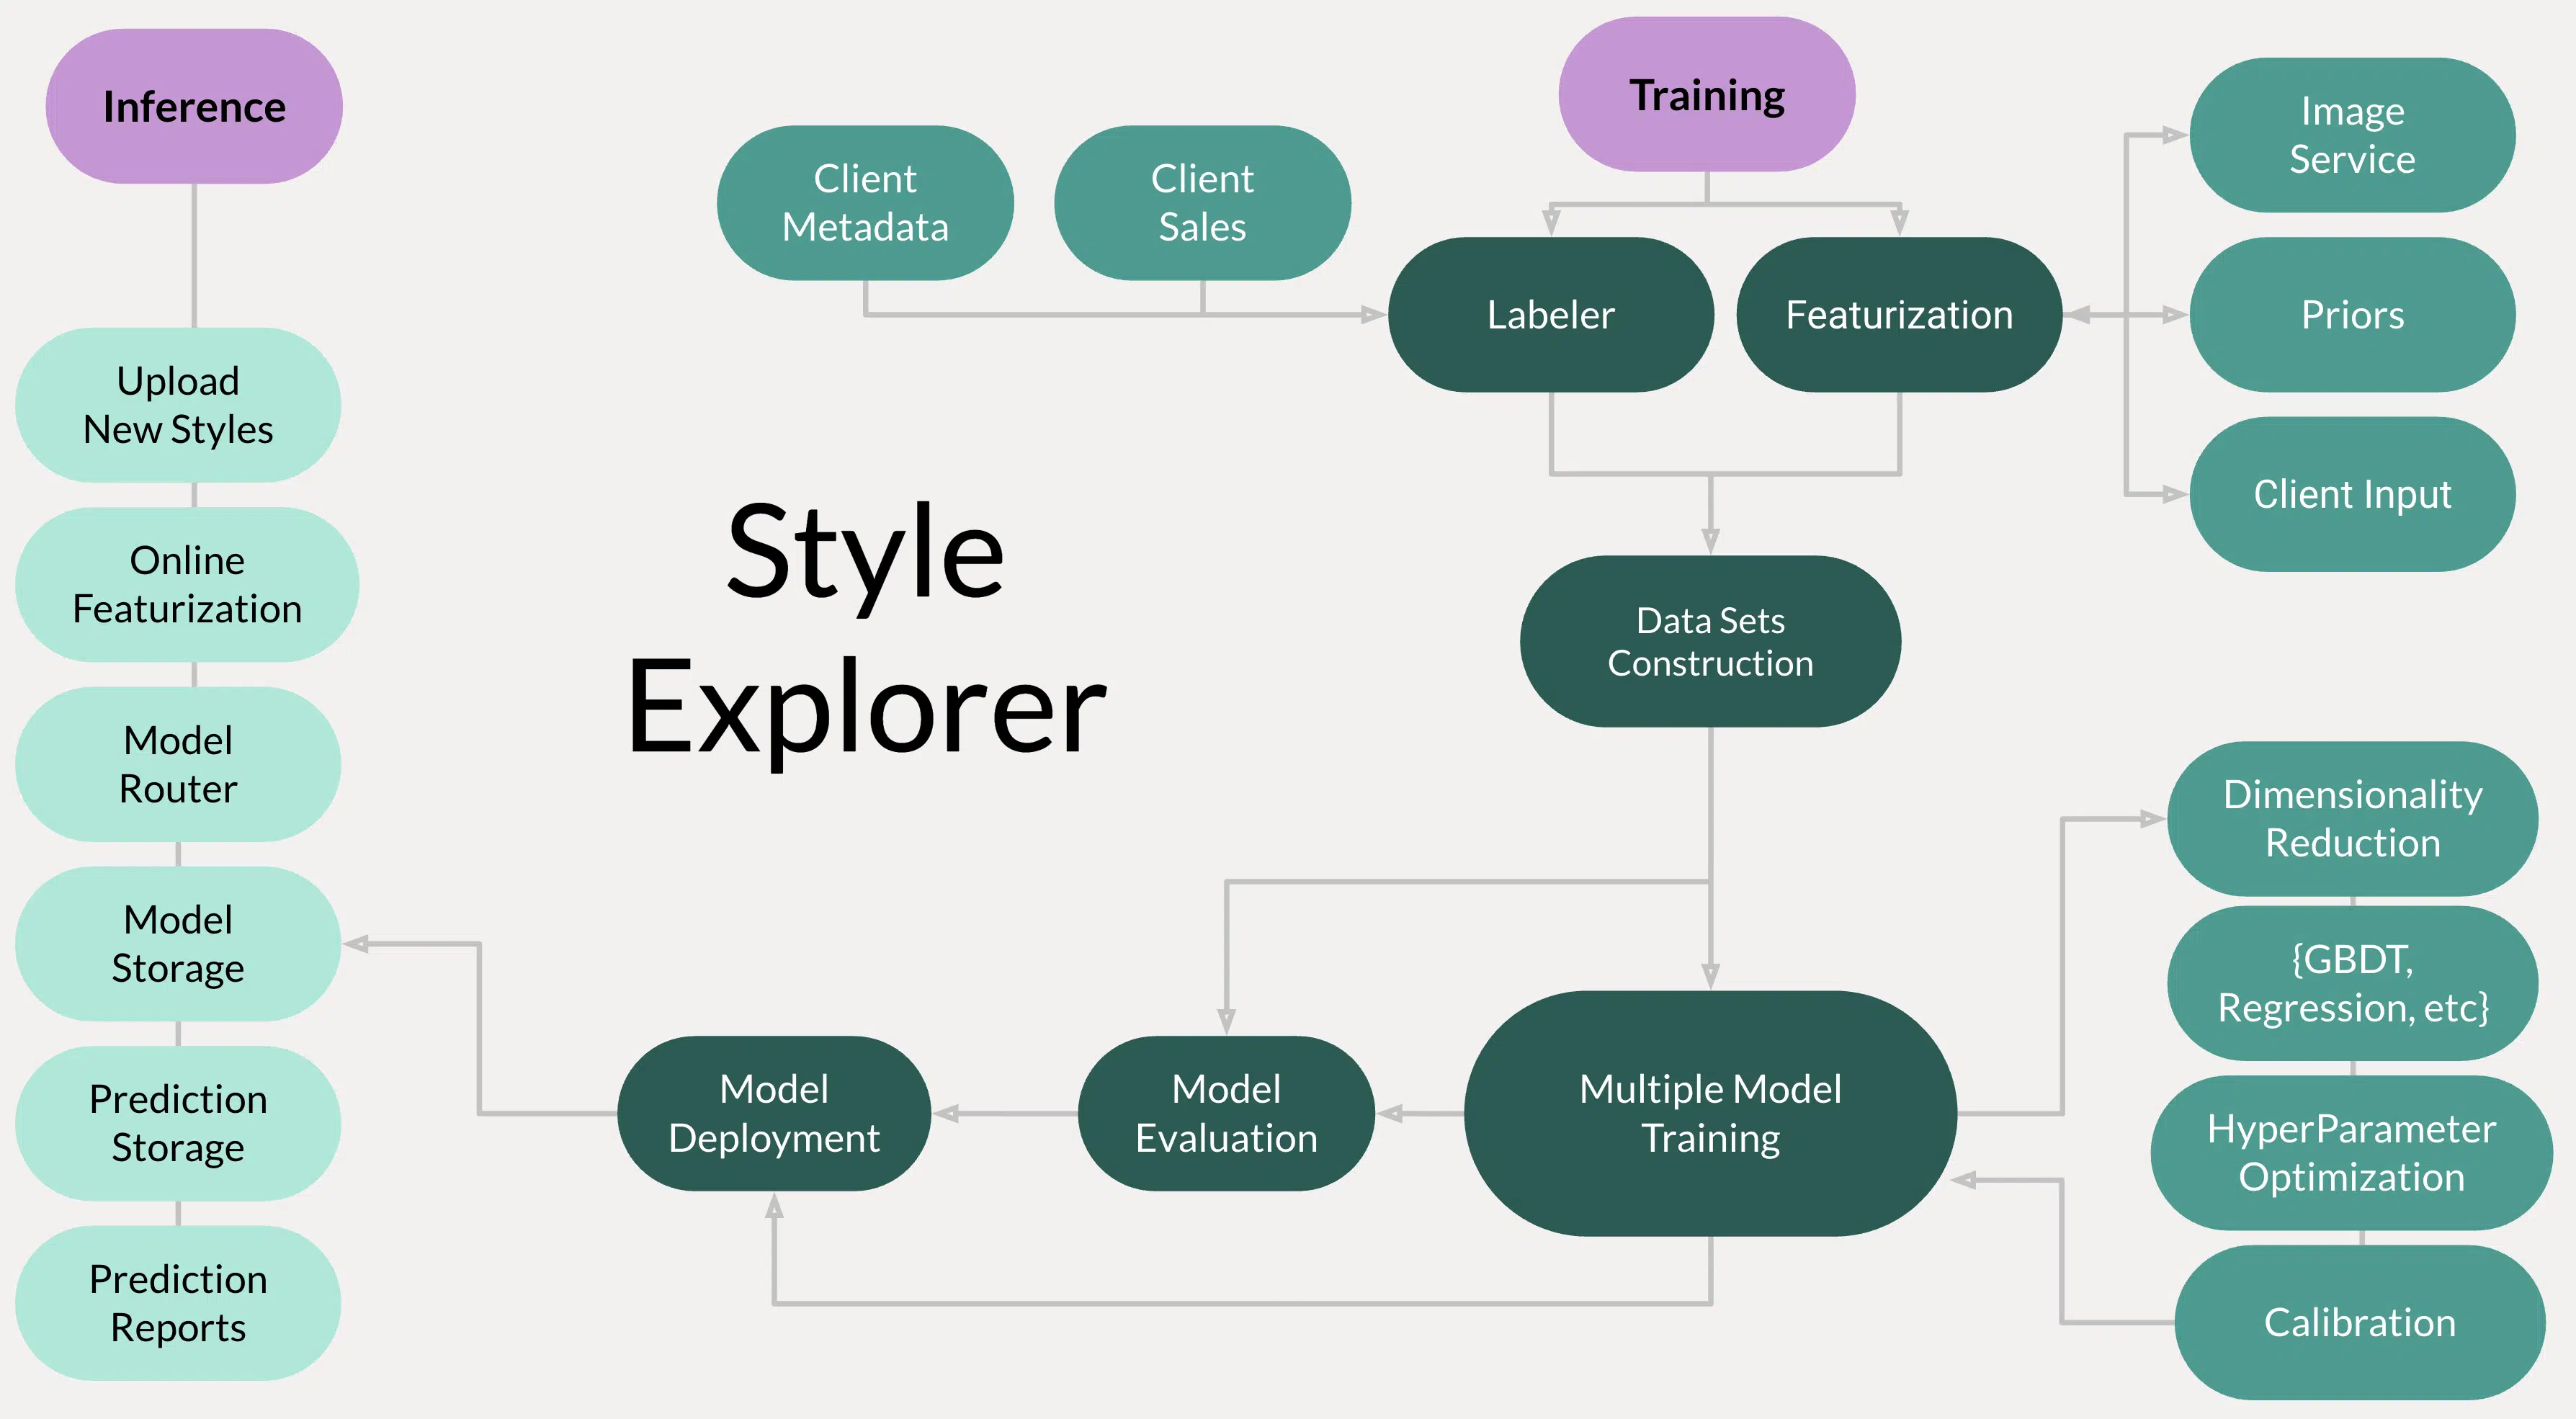 Inference
Upload
New Styles
Online
Featurization
Model
Router
Model
Storage
Prediction
Storage
Prediction
Reports
Style
Explorer
Training
Client
Metadata
Client
Sales
Labeler
Featurization
Image
Service
Priors
Client Input
Data Sets
Construction
Model
Deployment
Model
Evaluation
Multiple Model
Training
Dimensionality
Reduction
{GBDT,
Regression, etc}
HyperParameter
Optimization
Calibration